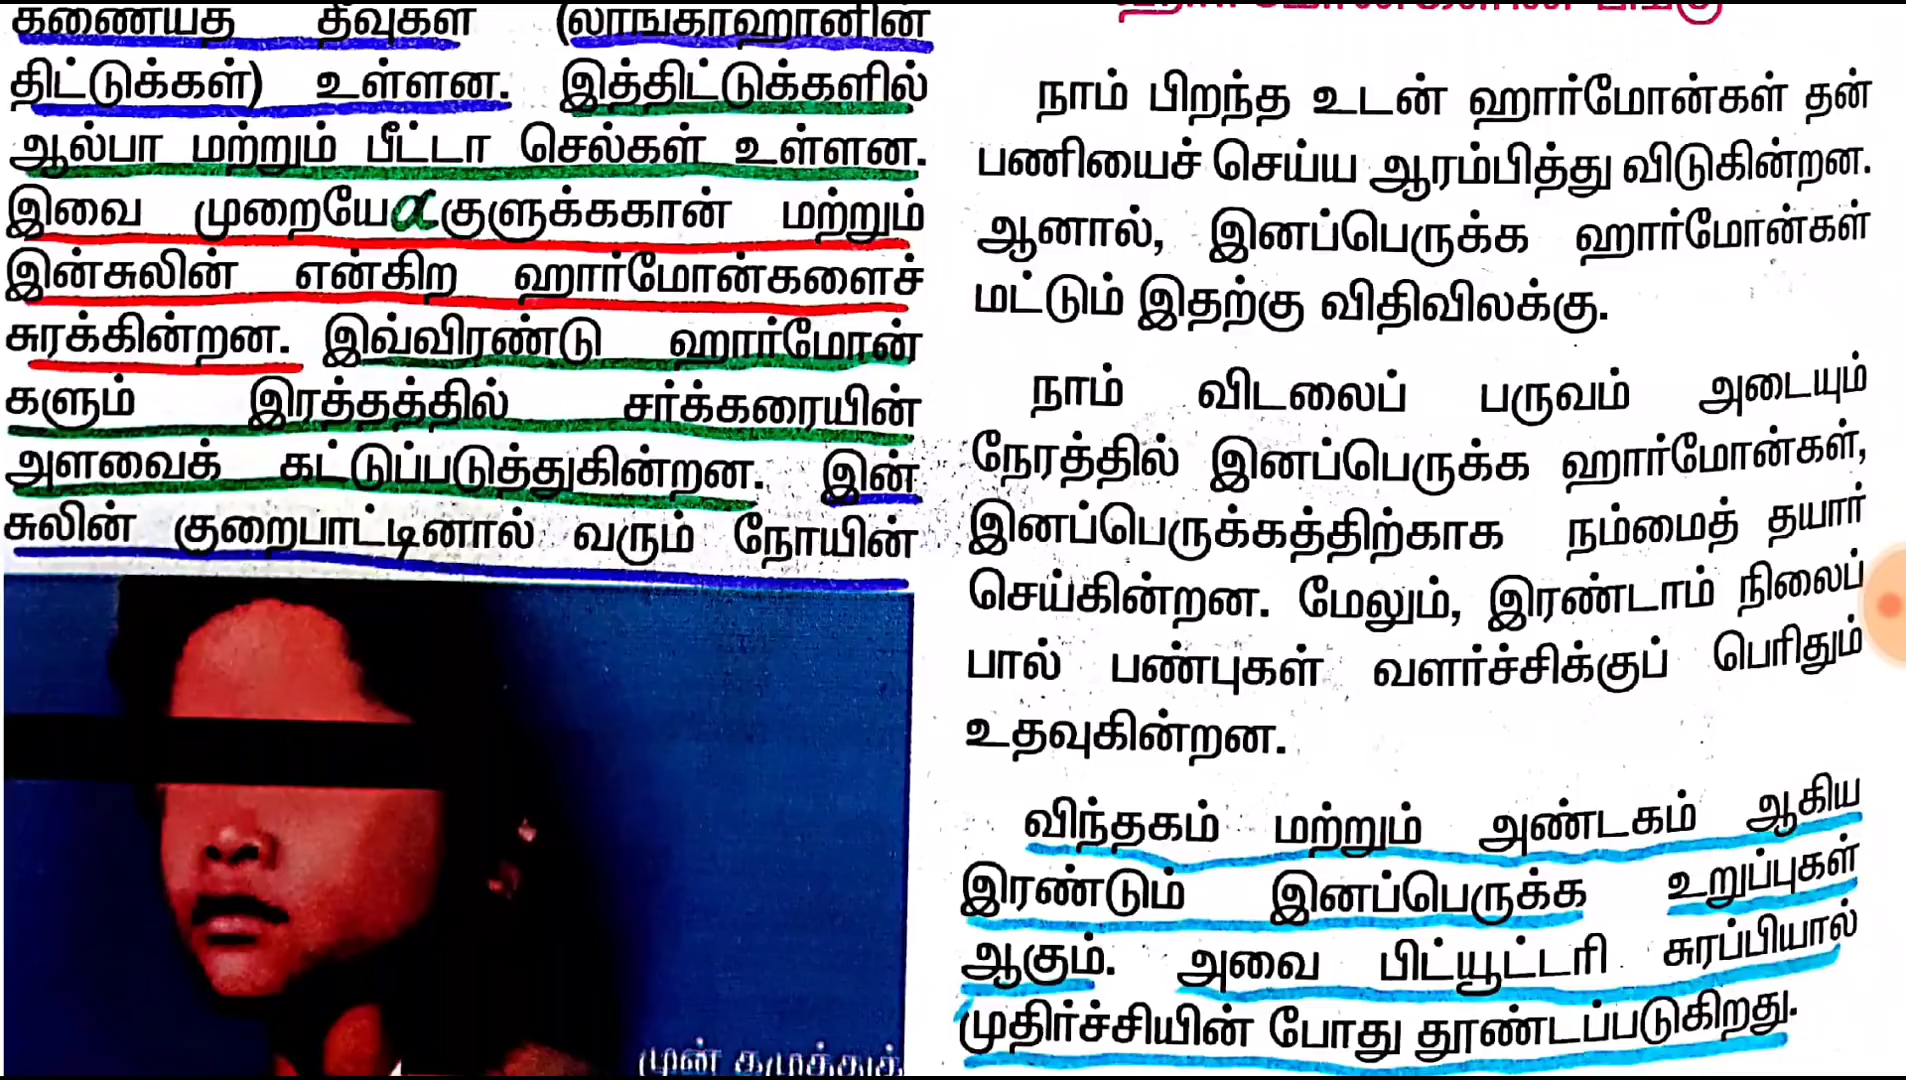 கணையத் தீவுகள் (லாங்கர்ஹானின்
திட்டுக்கள்) உள்ளன. இத்திட்டுக்களில்
ஆல்பா மற்றும் பீட்டா செல்கள் உள்ளன.
இவை முறையே α குளுக்ககான் மற்றும்
இன்சுலின் என்கிற ஹார்மோன்களைச்
சுரக்கின்றன. இவ்விரண்டு ஹார்மோன்
களும் இரத்தத்தில் சர்க்கரையின்
அளவைக் கட்டுப்படுத்துகின்றன. இன்
சுலின் குறைபாட்டினால் வரும் நோயின்
முன் கழுத்துக்
நாம் பிறந்த உடன் ஹார்மோன்கள் தன்
பணியைச் செய்ய ஆரம்பித்து விடுகின்றன.
ஆனால், இனப்பெருக்க ஹார்மோன்கள்
மட்டும் இதற்கு விதிவிலக்கு.
நாம் விடலைப் பருவம் அடையும்
நேரத்தில் இனப்பெருக்க ஹார்மோன்கள்,
இனப்பெருக்கத்திற்காக நம்மைத் தயார்
செய்கின்றன. மேலும், இரண்டாம் நிலைப்
பால் பண்புகள் வளர்ச்சிக்குப் பெரிதும்
உதவுகின்றன.
விந்தகம் மற்றும் அண்டகம் ஆகிய
இரண்டும் இனப்பெருக்க உறுப்புகள்
ஆகும். அவை பிட்யூட்டரி சுரப்பியால்
முதிர்ச்சியின் போது தூண்டப்படுகிறது.